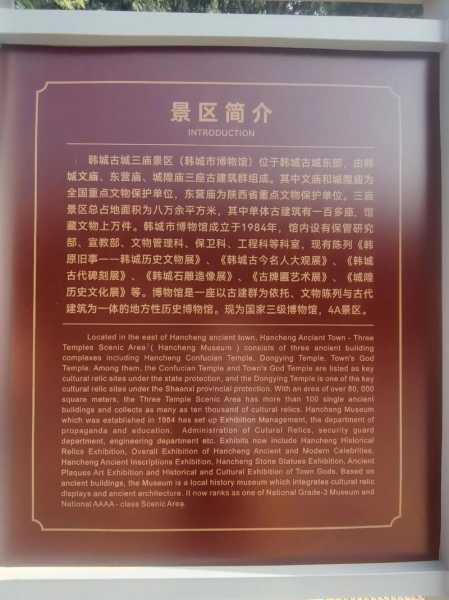 景区简介
INTRODUCTION
韩城古城三庙景区（韩城市博物馆）位于韩城古城东部，由韩
城文庙、东营庙、城隍庙三座古建筑群组成。其中文庙和城隍庙为
全国重点文物保护单位，东营庙为陕西省重点文物保护单位。三庙
景区总占地面积为八万余平方米，其中单体古建筑有一百多座，馆
藏文物上万件。韩城市博物馆成立于1984年，馆内设有保管研究
部、宣教部、文物管理科、保卫科、工程科等科室，现有陈列《韩
原旧事——韩城历史文物展》、《韩城古今名人大观展》、《韩城
古代碑刻展》、《韩城石雕造像展》、《古牌匾艺术展》、《城隍
历史文化展》等。博物馆是一座以古建群为依托、文物陈列与古代
建筑为一体的地方性历史博物馆。现为国家三级博物馆，4A景区。
Located in the east of Hancheng ancient town, Hancheng Ancient Town - Three
Temples Scenic Area ( Hancheng Museum ) consists of three ancient building
complexes including Hancheng Confucian Temple, Dongying Temple, Town's God
Temple. Among them, the Confucian Temple and Town's God Temple are listed as key
cultural relic sites under the state protection, and the Dongying Temple is one of the key
cultural relic sites under the Shaanxi provincial protection. With an area of over 80, 000
square meters, the Three Temple Scenic Area has more than 100 single ancient
buildings and collects as many as ten thousand of cultural relics. Hancheng Museum
which was established in 1984 has set up Exhibition Management, the department of
propaganda and education, Administration of Cultural Relics, security guard
department, engineering department etc. Exhibits now include Hancheng Historical
Relics Exhibition, Overall Exhibition of Hancheng Ancient and Modern Celebrities,
Hancheng Ancient Inscriptions Exhibition, Hancheng Stone Statues Exhibition, Ancient
Plaques Art Exhibition and Historical and Cultural Exhibition of Town Gods. Based on
ancient buildings, the Museum is a local history museum which integrates cultural relic
displays and ancient architecture. It now ranks as one of National Grade-3 Museum and
National AAAA - class Scenic Area.